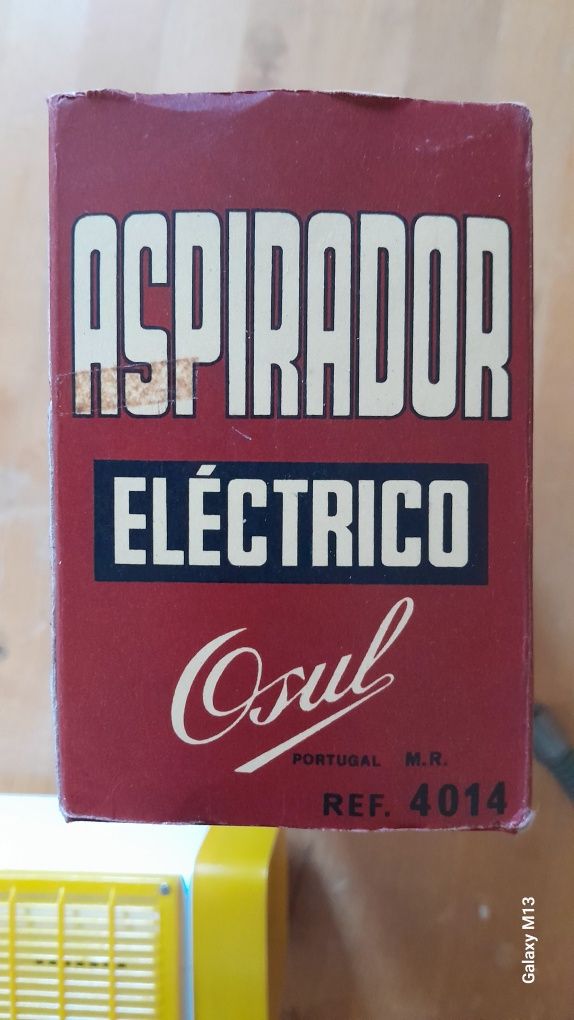 ASPIRADOR
ELÉCTRICO
Osul
PORTUGAL M.R.
REF. 4014
Galaxy M13